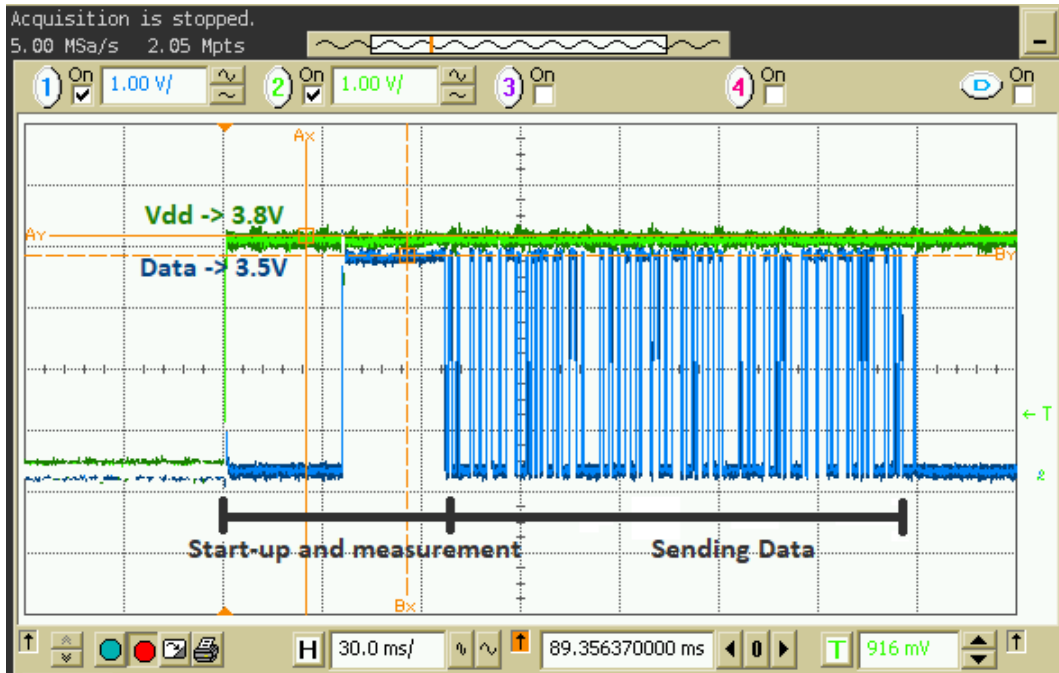 Acquisition is stopped.
5.00 MSa/s 2.05 Mpts
1 On 1.00 V/ 2 On 1.00 V/ 3 On 4 On D On
Ax
Vdd -> 3.8V
AY
Data -> 3.5V
BY
← T
2
Start-up and measurement Sending Data
Bx
H 30.0 ms/ 89.356370000 ms 0 T 916 mV